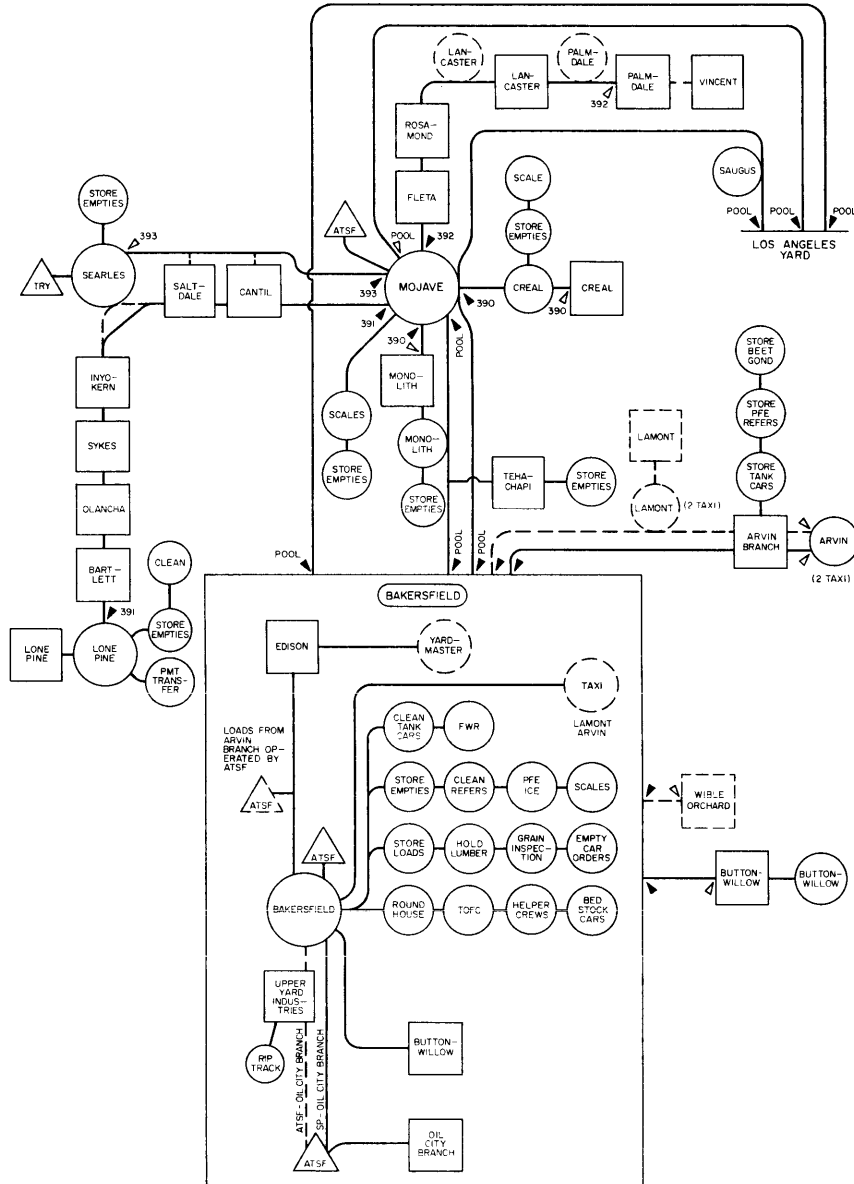 LAN-
CASTER
PALM-
DALE
LAN-
CASTER
PALM-
DALE
VINCENT
392
ROSA-
MOND
FLETA
SAUGUS
SCALE
STORE
EMPTIES
STORE
EMPTIES
393
ATSF
POOL
392
POOL
POOL
POOL
LOS ANGELES
YARD
SEARLES
TRY
SALT-
DALE
CANTIL
393
MOJAVE
390
CREAL
390
CREAL
391
390
POOL
INYO-
KERN
MONO-
LITH
STORE
BEET
GOND
SCALES
MONO-
LITH
STORE
PFE
REFERS
SYKES
LAMONT
STORE
EMPTIES
STORE
EMPTIES
TEHA-
CHAPI
STORE
EMPTIES
STORE
TANK
CARS
OLANCHA
LAMONT
(2 TAXI)
ARVIN
BRANCH
ARVIN
(2 TAXI)
BART-
LETT
CLEAN
POOL
POOL
POOL
391
STORE
EMPTIES
BAKERSFIELD
LONE
PINE
LONE
PINE
PMT
TRANS-
FER
EDISON
YARD-
MASTER
TAXI
LAMONT
ARVIN
CLEAN
TANK
CARS
FWR
LOADS FROM
ARVIN
BRANCH OP-
ERATED BY
ATSF
ATSF
STORE
EMPTIES
CLEAN
REFERS
PFE
ICE
SCALES
WIBLE
ORCHARD
ATSF
STORE
LOADS
HOLD
LUMBER
GRAIN
INSPEC-
TION
EMPTY
CAR
ORDERS
BUTTON-
WILLOW
BUTTON-
WILLOW
BAKERSFIELD
ROUND
HOUSE
TOFC
HELPER
CREWS
BED
STOCK
CARS
UPPER
YARD
INDUS-
TRIES
RIP
TRACK
ATSF-OIL CITY BRANCH
SP-OIL CITY BRANCH
BUTTON-
WILLOW
ATSF
OIL
CITY
BRANCH